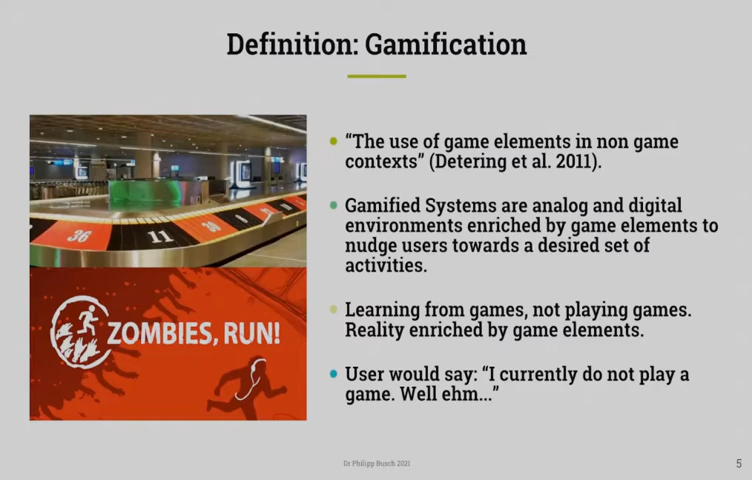 Definition: Gamification
36
11
ZOMBIES, RUN!
“The use of game elements in non game
contexts” (Detering et al. 2011).
Gamified Systems are analog and digital
environments enriched by game elements to
nudge users towards a desired set of
activities.
Learning from games, not playing games.
Reality enriched by game elements.
User would say: “I currently do not play a
game. Well ehm...”
Dr Philipp Busch 2021
5